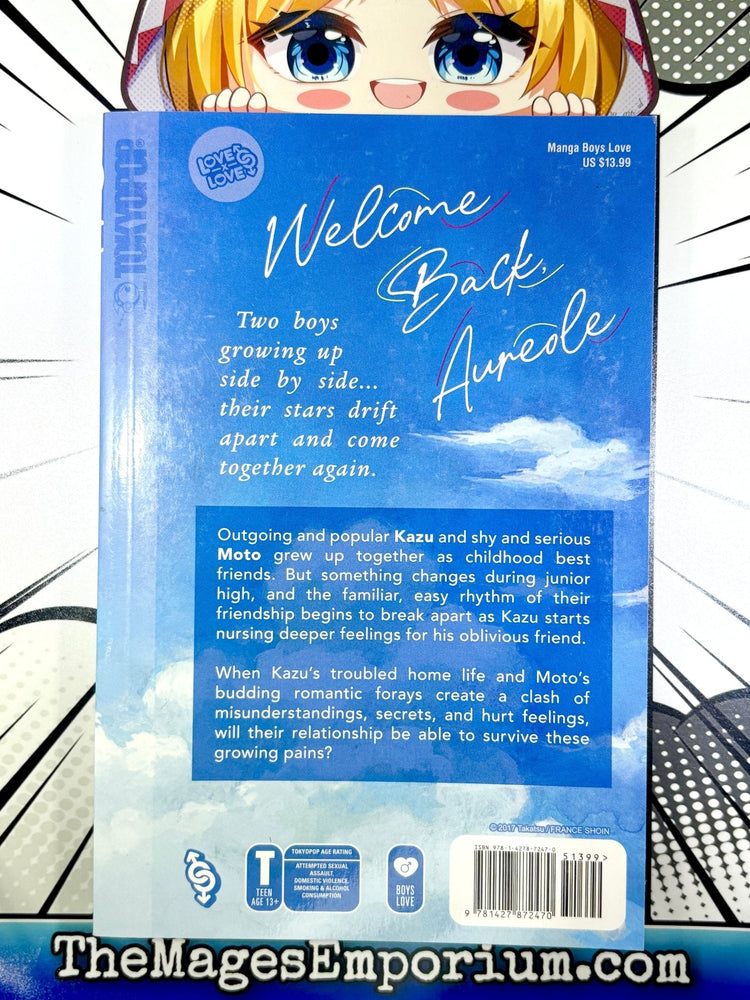 TOKYOPOP®
LOVE
x
LOVE
Manga Boys Love
US $13.99
Welcome
Back,
Aureole
Two boys
growing up
side by side...
their stars drift
apart and come
together again.
Outgoing and popular Kazu and shy and serious
Moto grew up together as childhood best
friends. But something changes during junior
high, and the familiar, easy rhythm of their
friendship begins to break apart as Kazu starts
nursing deeper feelings for his oblivious friend.
When Kazu's troubled home life and Moto's
budding romantic forays create a clash of
misunderstandings, secrets, and hurt feelings,
will their relationship be able to survive these
growing pains?
© 2017 Takatsu / FRANCE SHOIN
T
TEEN
AGE 13+
TOKYOPOP AGE RATING
ATTEMPTED SEXUAL
ASSAULT,
DOMESTIC VIOLENCE,
SMOKING & ALCOHOL
CONSUMPTION
BOYS
LOVE
ISBN 978-1-4278-7247-0
51399>
9 781427 872470
TheMagesEmporium.com